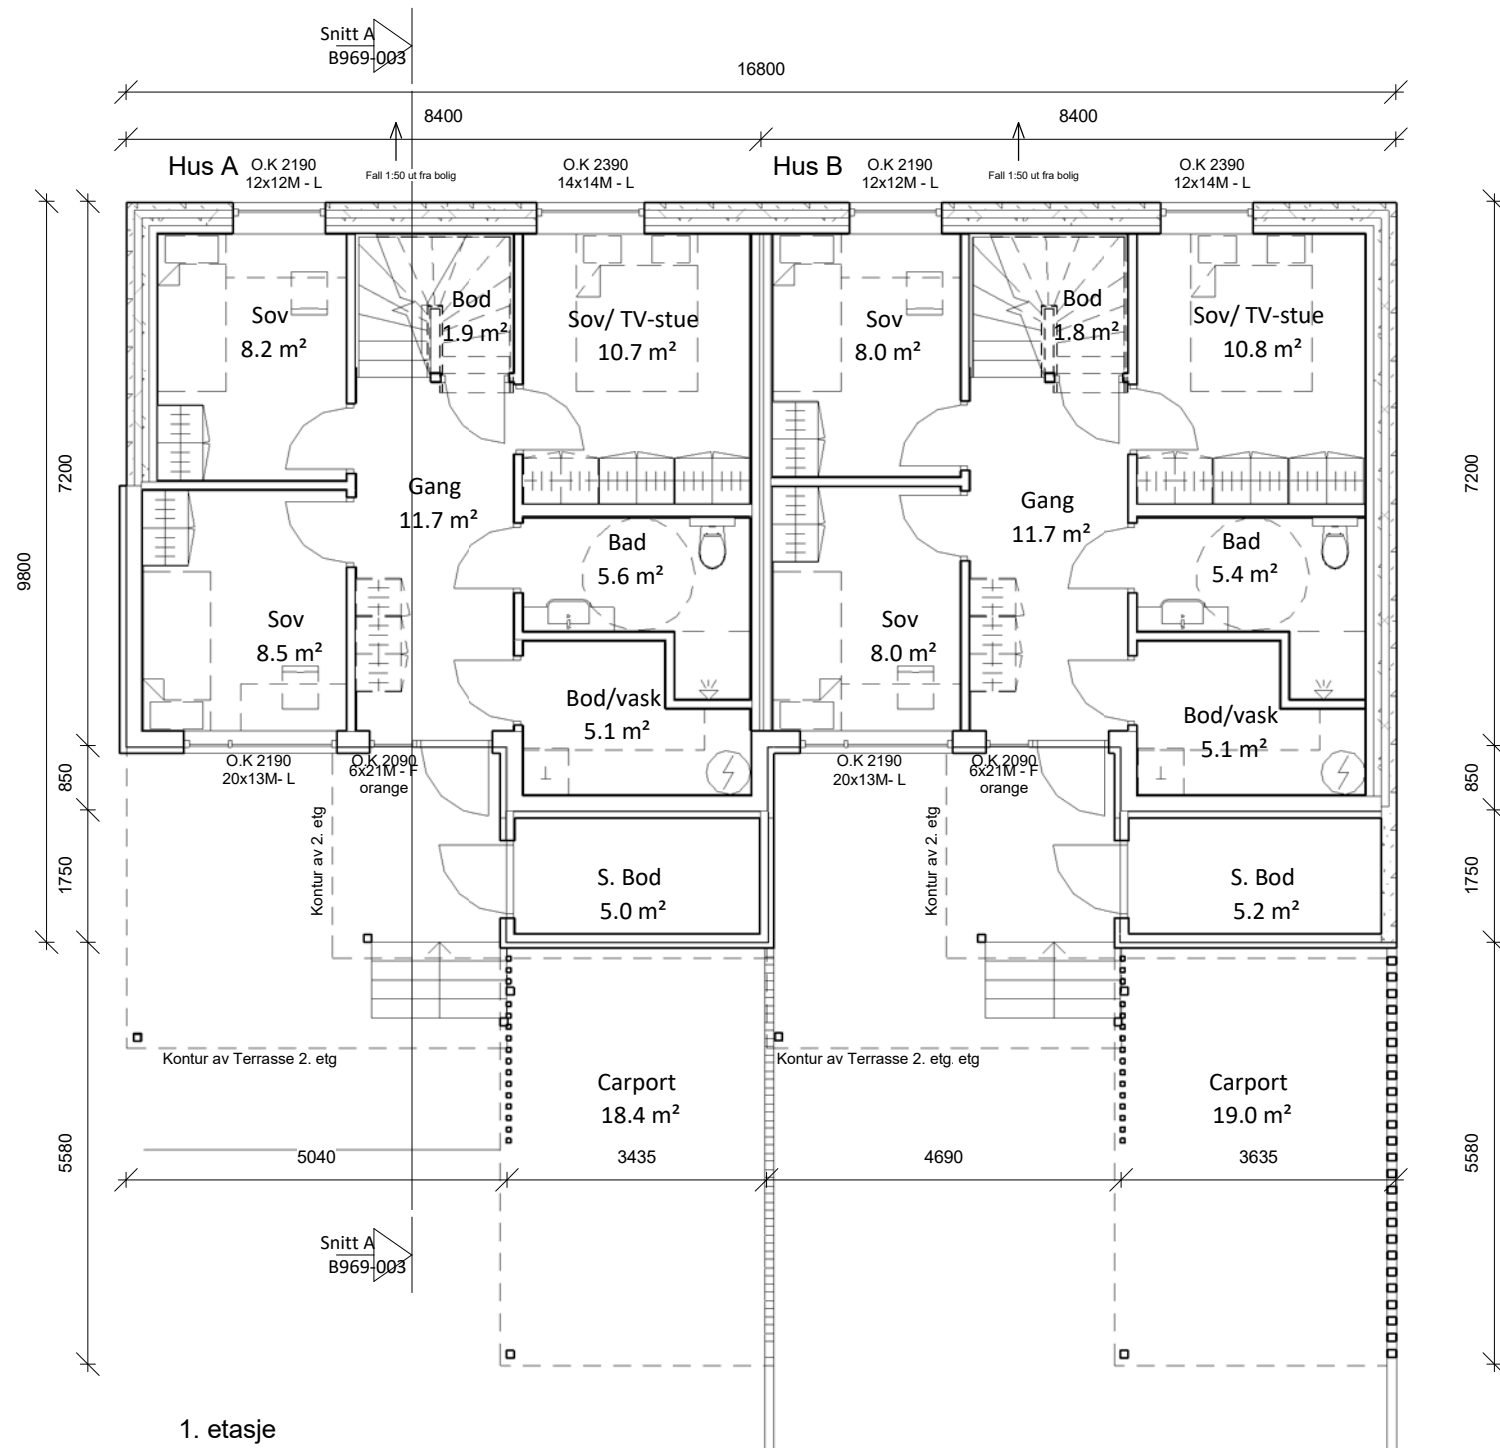 Snitt A
B969-003
16800
8400
8400
Hus A
O.K 2190
12x12M - L
Fall 1:50 ut fra bolig
O.K 2390
14x14M - L
Hus B
O.K 2190
12x12M - L
Fall 1:50 ut fra bolig
O.K 2390
12x14M - L
Sov
8.2 m²
Bod
1.9 m²
Sov/ TV-stue
10.7 m²
Sov
8.0 m²
Bod
1.8 m²
Sov/ TV-stue
10.8 m²
7200
7200
9800
Gang
11.7 m²
Gang
11.7 m²
Bad
5.6 m²
Bad
5.4 m²
Sov
8.5 m²
Sov
8.0 m²
Bod/vask
5.1 m²
Bod/vask
5.1 m²
O.K 2190
20x13M- L
O.K 2090
6x21M - F
orange
O.K 2190
20x13M- L
O.K 2090
6x21M - F
orange
850
850
Kontur av 2. etg
Kontur av 2. etg
1750
1750
S. Bod
5.0 m²
S. Bod
5.2 m²
Kontur av Terrasse 2. etg
Kontur av Terrasse 2. etg. etg
Carport
18.4 m²
Carport
19.0 m²
5580
5580
5040
3435
4690
3635
Snitt A
B969-003
1. etasje